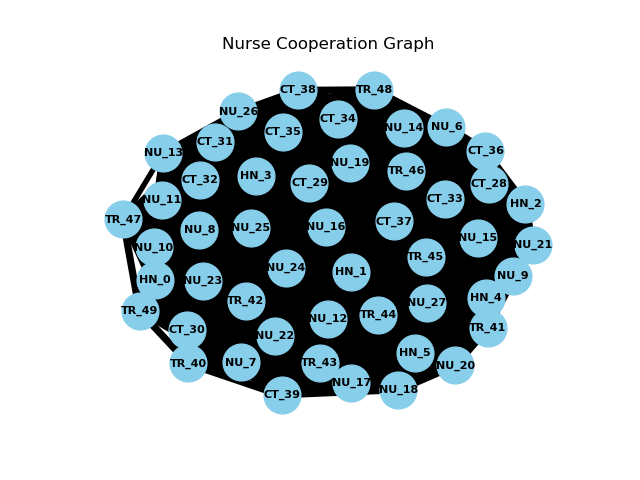 Nurse Cooperation Graph
CT_38
TR_48
NU_26
CT_34
NU_14
NU_6
CT_35
CT_31
NU_13
CT_36
NU_19
TR_46
HN_3
CT_32
CT_29
CT_28
NU_11
CT_33
HN_2
TR_47
CT_37
NU_16
NU_25
NU_8
NU_15
NU_21
NU_10
TR_45
NU_24
HN_1
NU_9
HN_0
NU_23
HN_4
TR_42
NU_27
TR_49
TR_44
NU_12
TR_41
CT_30
NU_22
HN_5
TR_40
NU_7
TR_43
NU_20
NU_17
NU_18
CT_39